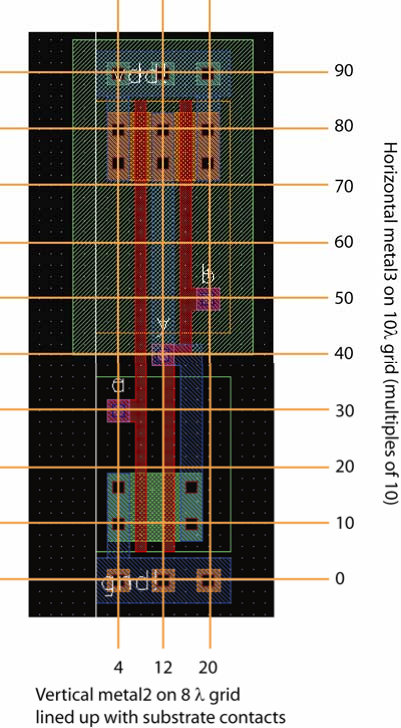 vdd!
90
80
70
60
b
50
y
40
a
30
20
10
gnd!
0
4 12 20
Vertical metal2 on 8 λ grid
lined up with substrate contacts
Horizontal metal3 on 10λ grid (multiples of 10)